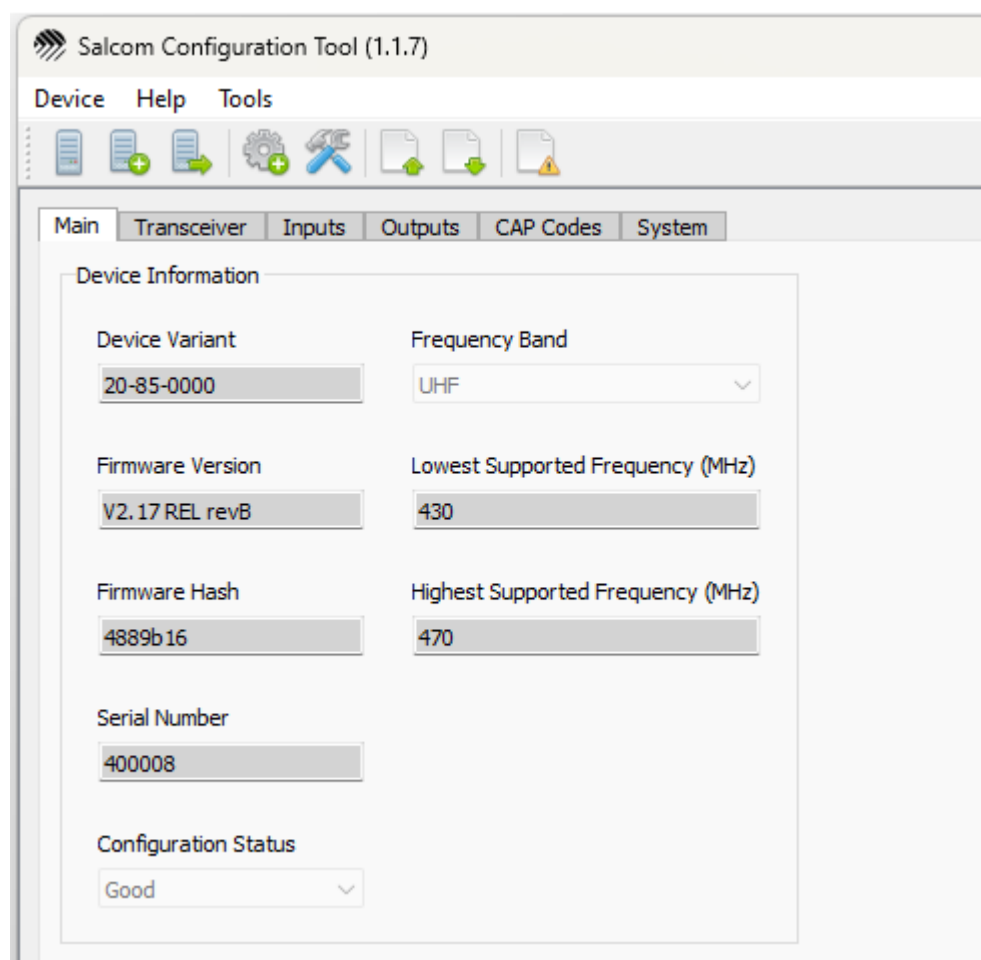 Salcom Configuration Tool (1.1.7)
Device Help Tools
Main Transceiver Inputs Outputs CAP Codes System
Device Information
Device Variant Frequency Band
20-85-0000 UHF
Firmware Version Lowest Supported Frequency (MHz)
V2.17 REL revB 430
Firmware Hash Highest Supported Frequency (MHz)
4889b16 470
Serial Number
400008
Configuration Status
Good